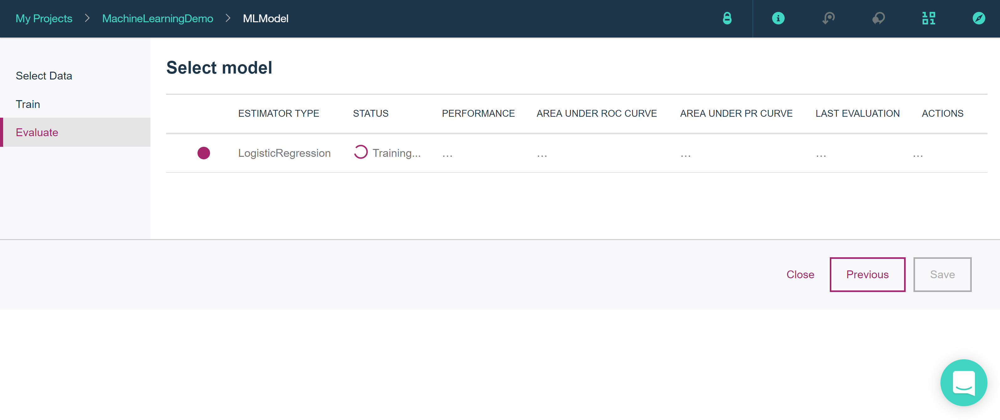 My Projects > MachineLearningDemo > MLModel
Select Data
Train
Evaluate
Select model
ESTIMATOR TYPE STATUS PERFORMANCE AREA UNDER ROC CURVE AREA UNDER PR CURVE LAST EVALUATION ACTIONS
LogisticRegression Training... ... ... ... ... ...
Close Previous Save